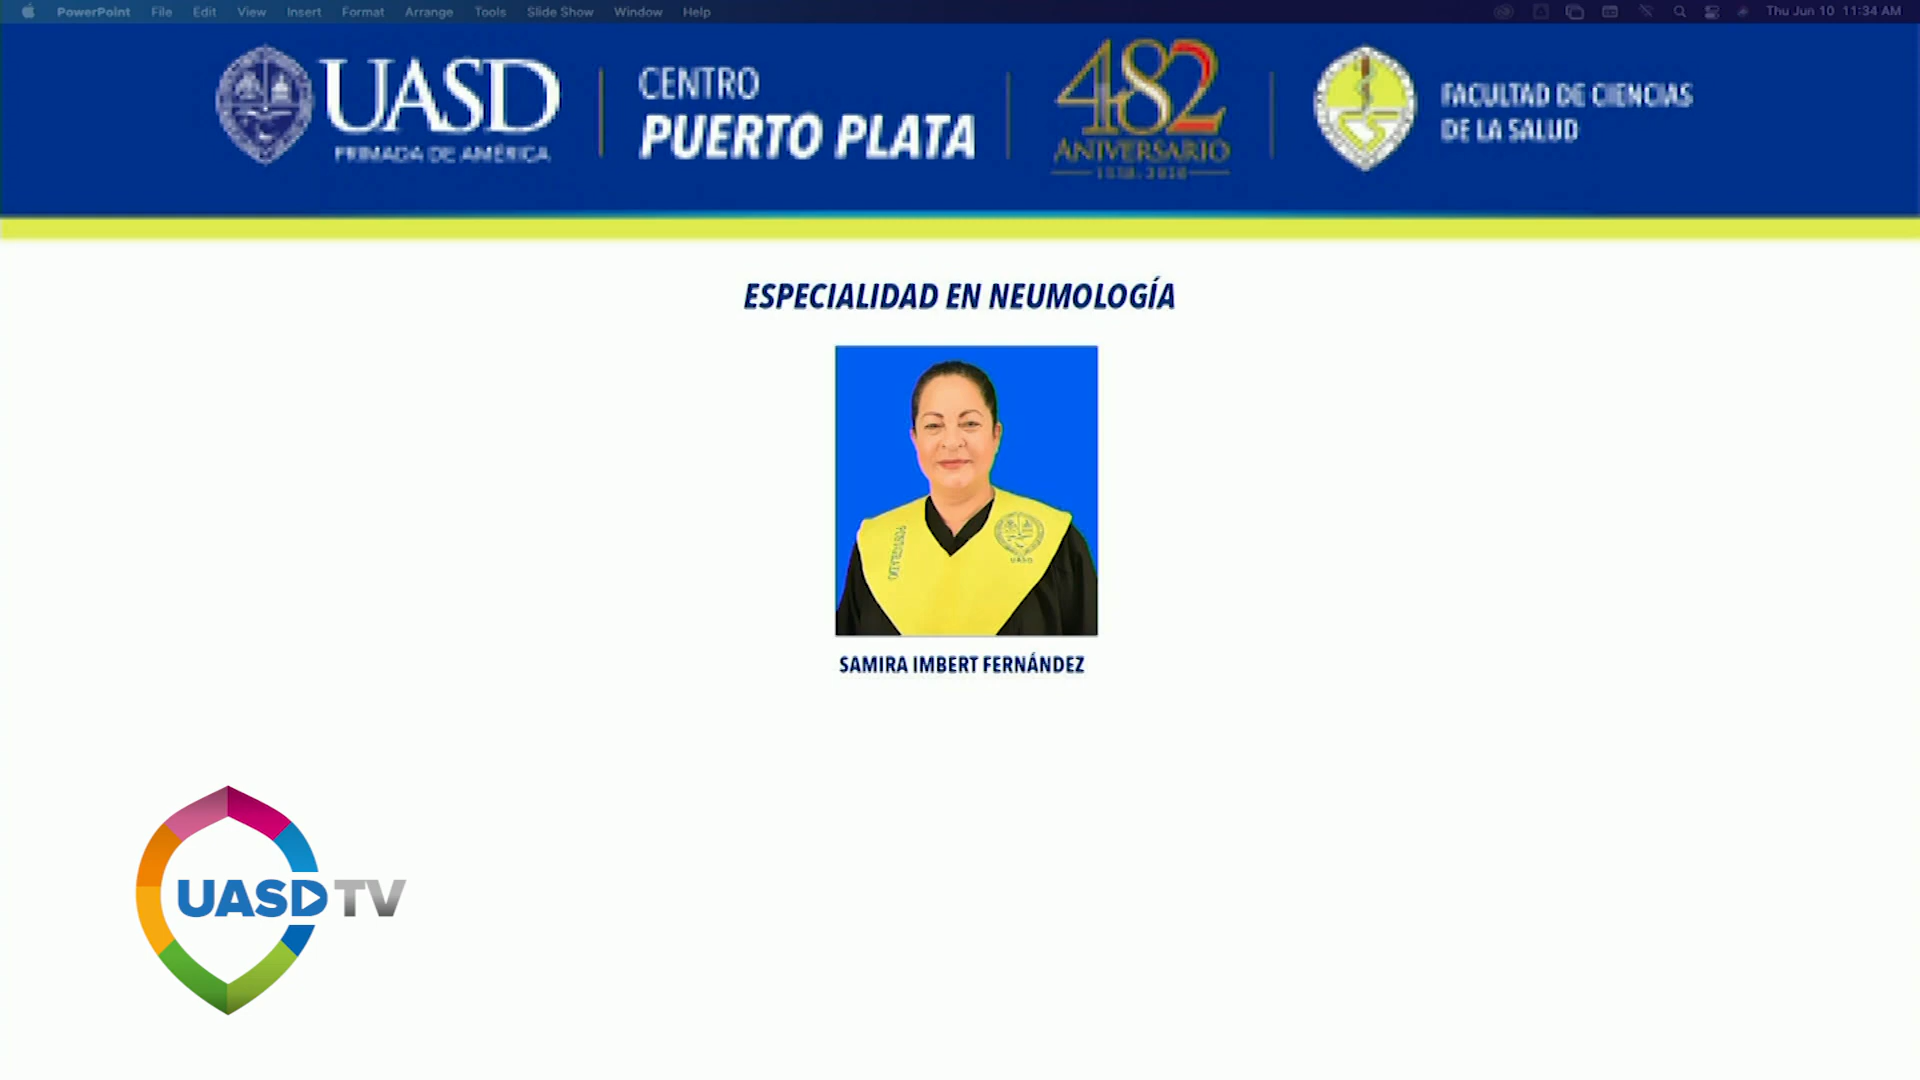 PowerPoint File Edit View Insert Format Arrange Tools Slide Show Window Help Thu Jun 10 11:34 AM
UASD
PRIMADA DE AMÉRICA
CENTRO
PUERTO PLATA
482
ANIVERSARIO
FACULTAD DE CIENCIAS
DE LA SALUD
ESPECIALIDAD EN NEUMOLOGÍA
POSTGRADO
UASD
SAMIRA IMBERT FERNÁNDEZ
UASD TV